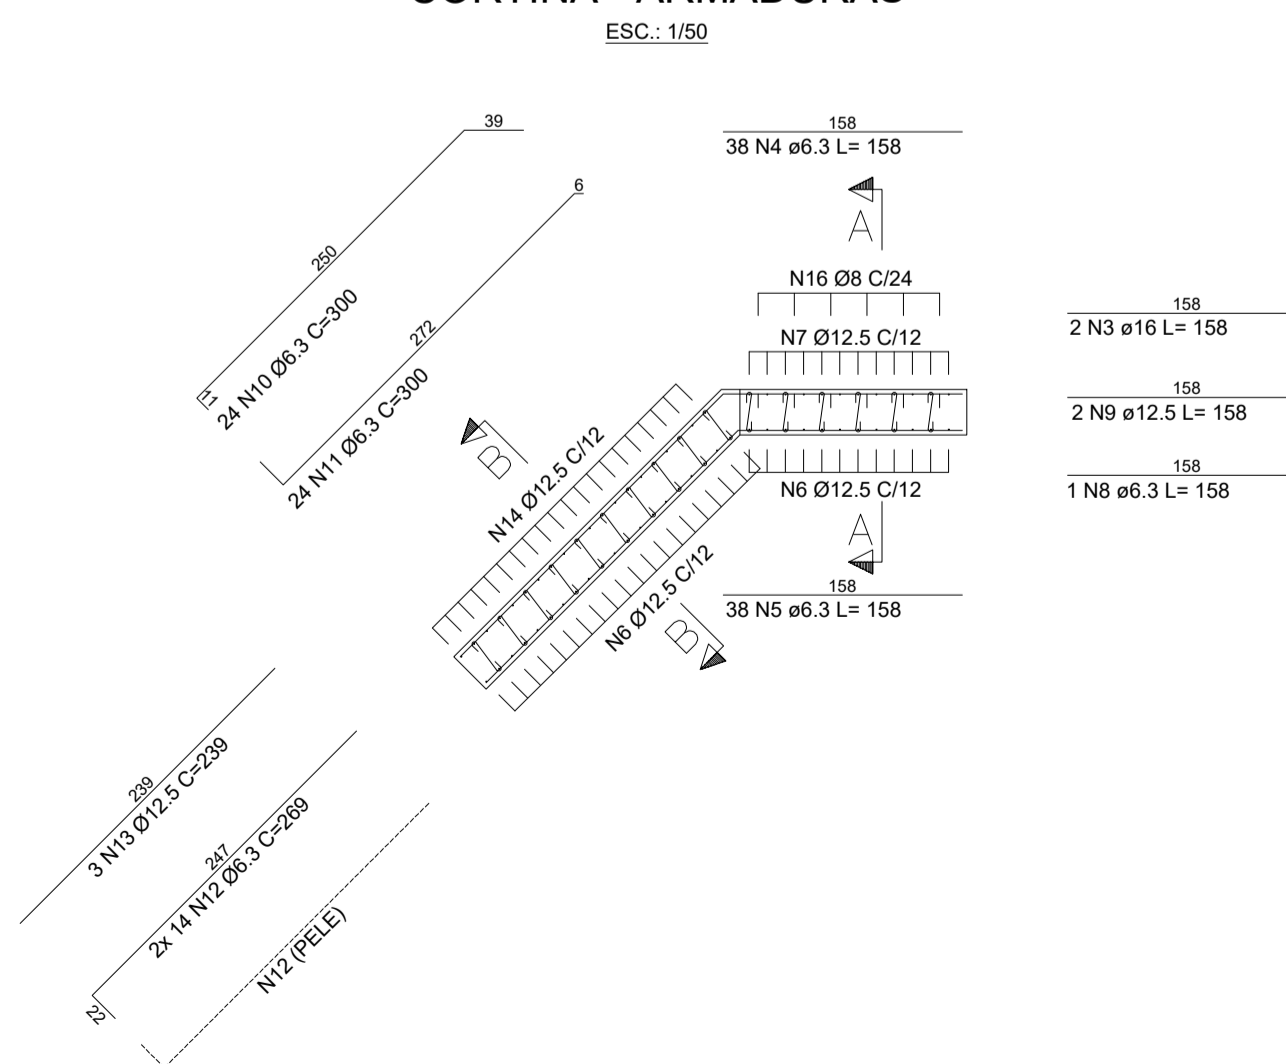 CORTINA - ARMADURAS
ESC.: 1/50
39
158
38 N4 ø6.3 L= 158
6
A
250
N16 Ø8 C/24
272
158
2 N3 ø16 L= 158
N7 Ø12.5 C/12
11
24 N10 Ø6.3 C=300
158
2 N9 ø12.5 L= 158
24 N11 Ø6.3 C=300
B
N14 Ø12.5 C/12
158
1 N8 ø6.3 L= 158
N6 Ø12.5 C/12
A
158
38 N5 ø6.3 L= 158
N6 Ø12.5 C/12
B
239
3 N13 Ø12.5 C=239
247
2x 14 N12 Ø6.3 C=269
N12 (PELE)
22